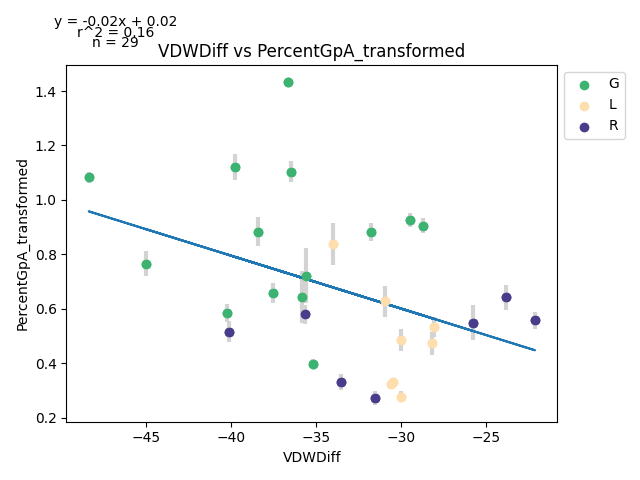 y = -0.02x + 0.02
r^2 = 0.16
n = 29
VDWDiff vs PercentGpA_transformed
G
L
R
PercentGpA_transformed
1.4
1.2
1.0
0.8
0.6
0.4
0.2
−45
−40
−35
−30
−25
VDWDiff